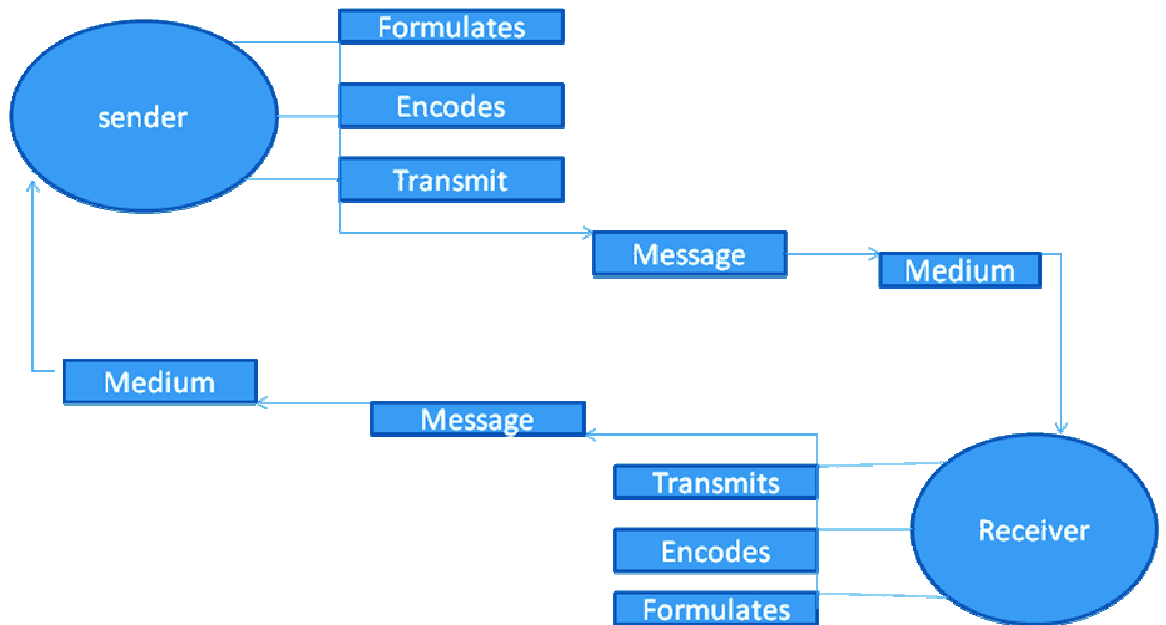 Formulates
sender
Encodes
Transmit
Message
Medium
Medium
Message
Transmits
Receiver
Encodes
Formulates